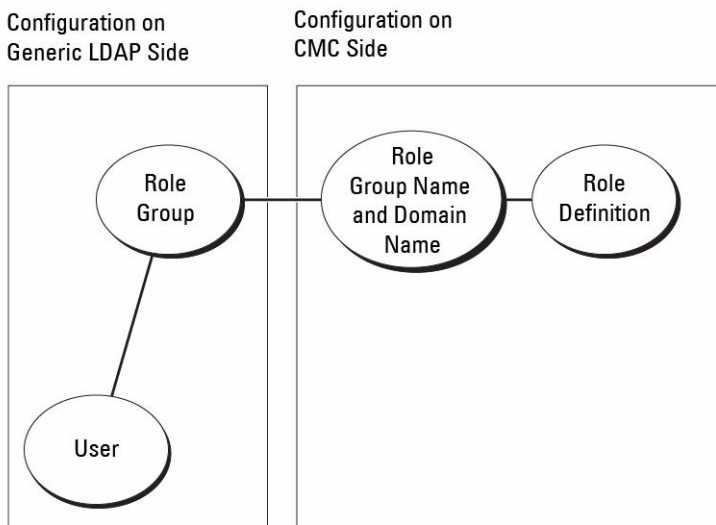 Configuration on
Generic LDAP Side
Configuration on
CMC Side
Role
Group
Role
Group Name
and Domain
Name
Role
Definition
User